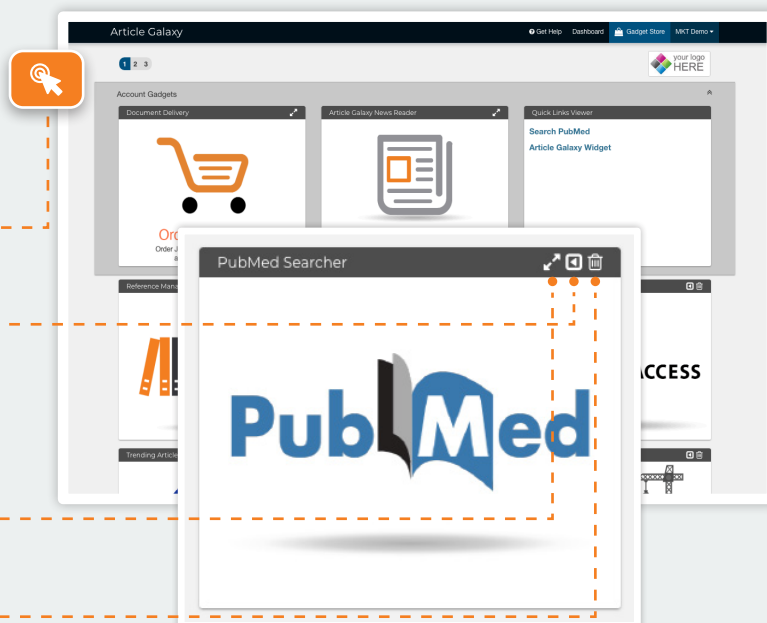 Article Galaxy
Get Help Dashboard Gadget Store MKT Demo
1 2 3
your logo
HERE
Account Gadgets
Document Delivery
Article Galaxy News Reader
Quick Links Viewer
Search PubMed
Article Galaxy Widget
Order J
PubMed Searcher
PubMed
Reference Mana
CCESS
Trending Article